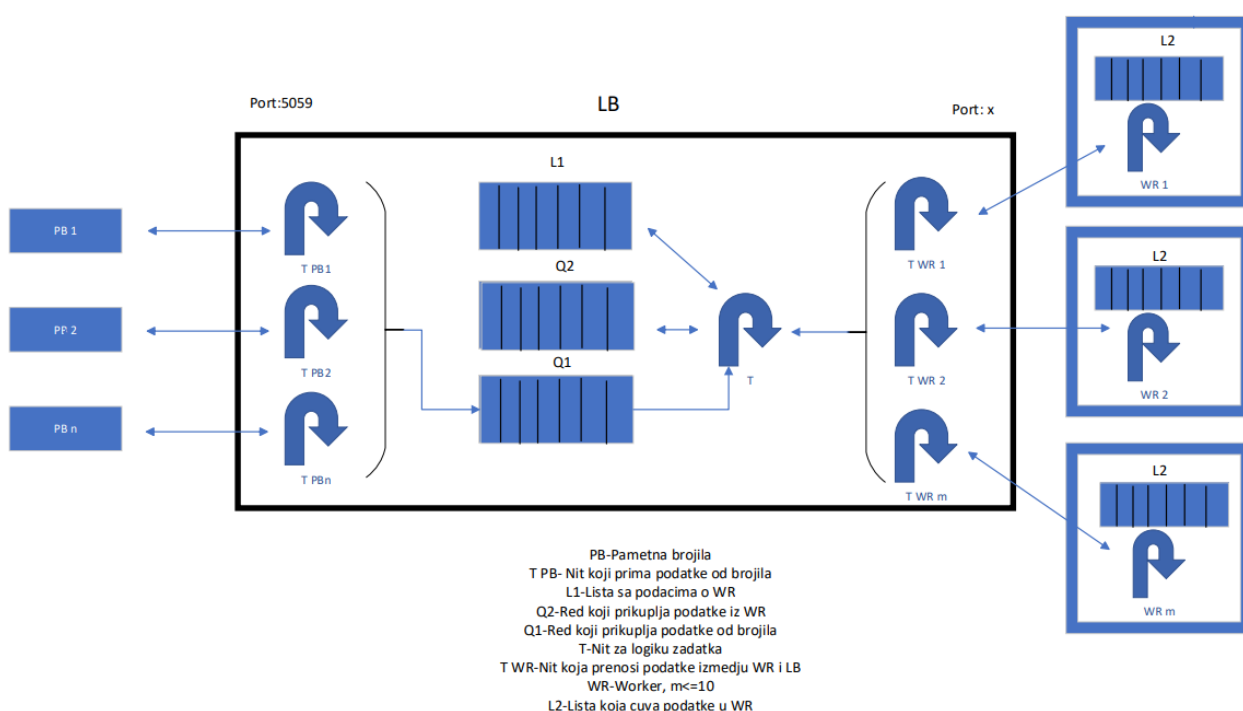 Port:5059
LB
Port: x
L1
Q2
Q1
PB 1
PP 2
PB n
T PB1
T PB2
T PBn
T
T WR 1
T WR 2
T WR m
L2
WR 1
L2
WR 2
L2
WR m
PB-Pametna brojila
T PB- Nit koji prima podatke od brojila
L1-Lista sa podacima o WR
Q2-Red koji prikuplja podatke iz WR
Q1-Red koji prikuplja podatke od brojila
T-Nit za logiku zadatka
T WR-Nit koja prenosi podatke izmedju WR i LB
WR-Worker, m<=10
L2-Lista koja cuva podatke u WR